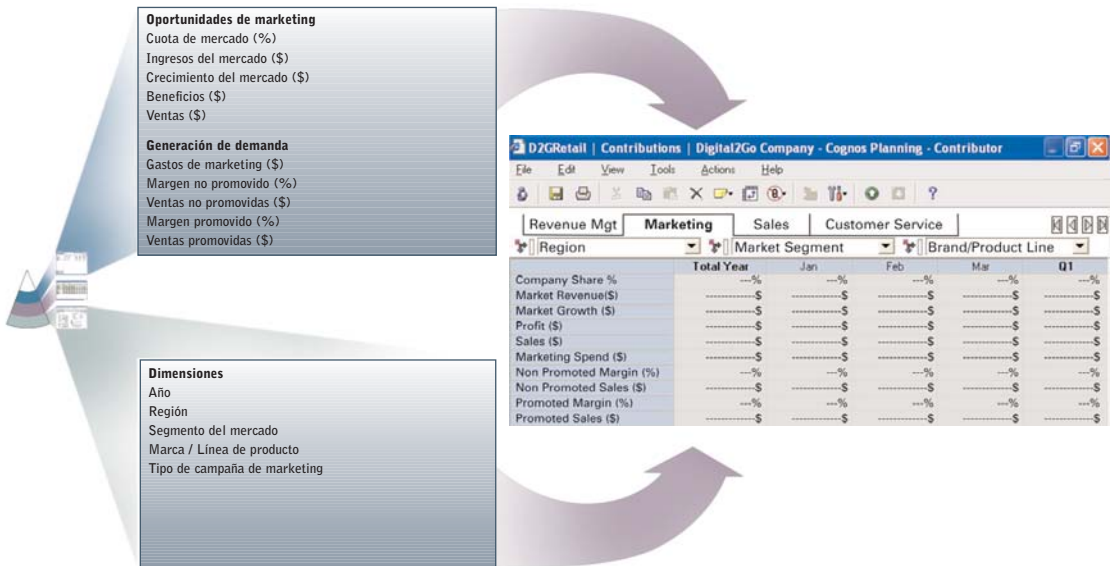 Oportunidades de marketing
Cuota de mercado (%)
Ingresos del mercado ($)
Crecimiento del mercado ($)
Beneficios ($)
Ventas ($)
Generación de demanda
Gastos de marketing ($)
Margen no promovido (%)
Ventas no promovidas ($)
Margen promovido (%)
Ventas promovidas ($)
Dimensiones
Año
Región
Segmento del mercado
Marca / Línea de producto
Tipo de campaña de marketing
D2GRetail | Contributions | Digital2Go Company - Cognos Planning - Contributor
File Edit View Tools Actions Help
Revenue Mgt Marketing Sales Customer Service
Region Market Segment Brand/Product Line
Total Year Jan Feb Mar Q1
Company Share % ---% ---% ---% ---% ---%
Market Revenue($) ------------$ ------------$ ------------$ ------------$ ------------$
Market Growth ($) ------------$ ------------$ ------------$ ------------$ ------------$
Profit ($) ------------$ ------------$ ------------$ ------------$ ------------$
Sales ($) ------------$ ------------$ ------------$ ------------$ ------------$
Marketing Spend ($) ------------$ ------------$ ------------$ ------------$ ------------$
Non Promoted Margin (%) ---% ---% ---% ---% ---%
Non Promoted Sales ($) ------------$ ------------$ ------------$ ------------$ ------------$
Promoted Margin (%) ---% ---% ---% ---% ---%
Promoted Sales ($) ------------$ ------------$ ------------$ ------------$ ------------$